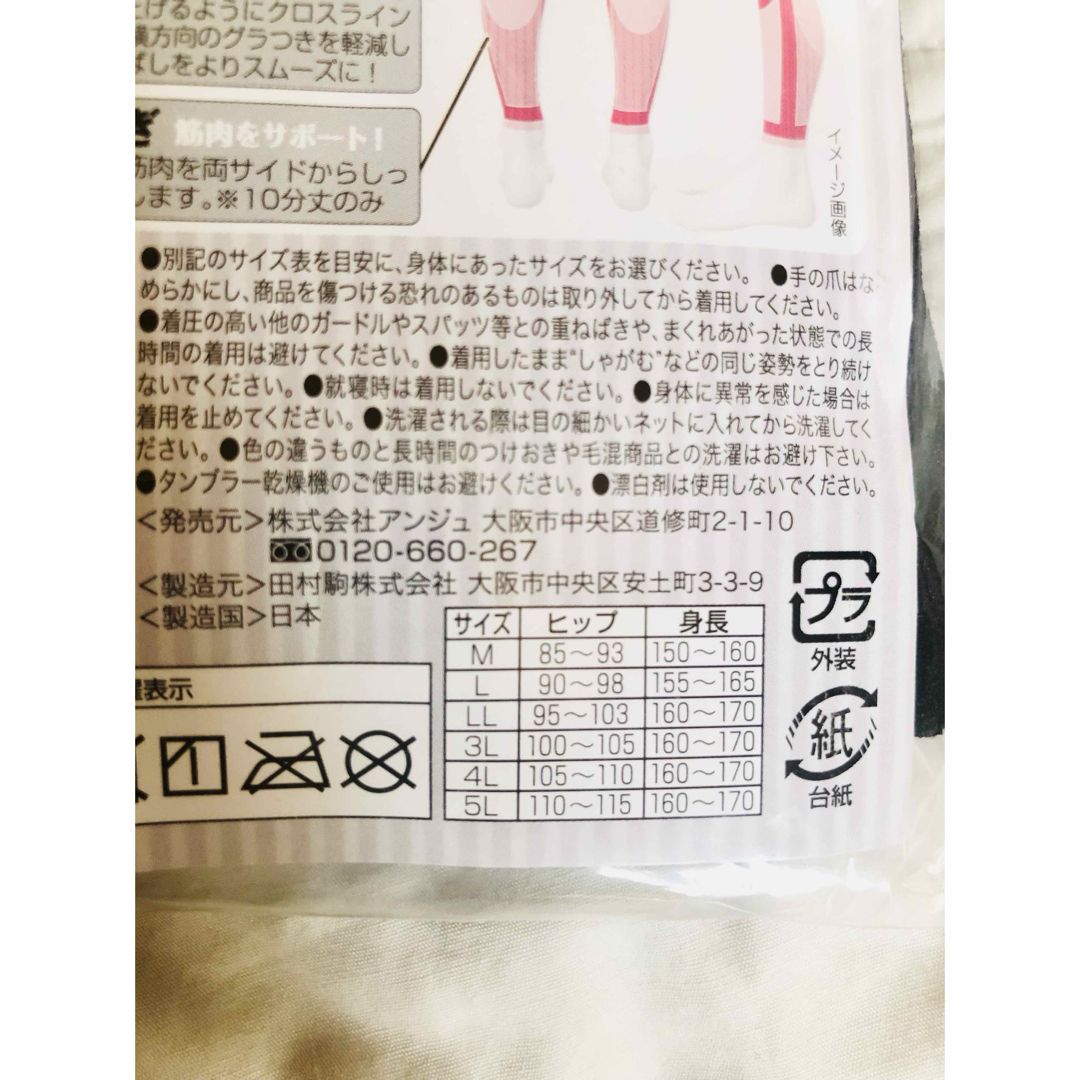 上げるようにクロスライン
方向のグラつきを軽減し
ばしをよりスムーズに!
筋肉をサポート!
筋肉を両サイドからしっ
します。※10分丈のみ
イメージ画像
●別記のサイズ表を目安に、身体にあったサイズをお選びください。 ●手の爪はな
めらかにし、商品を傷つける恐れのあるものは取り外してから着用してください。
●着圧の高い他のガードルやスパッツ等との重ねばきや、まくれあがった状態での長
時間の着用は避けてください。●着用したまま"しゃがむ"などの同じ姿勢をとり続け
ないでください。●就寝時は着用しないでください。●身体に異常を感じた場合は
着用を止めてください。●洗濯される際は目の細かいネットに入れてから洗濯してく
ださい。●色の違うものと長時間のつけおきや毛混商品との洗濯はお避け下さい。
●タンブラー乾燥機のご使用はお避けください。●漂白剤は使用しないでください。
<発売元>株式会社アンジュ 大阪市中央区道修町2-1-10
0120-660-267
<製造元>田村駒株式会社 大阪市中央区安土町3-3-9
<製造国>日本
表示
サイズ ヒップ 身長
M 85~93 150~160
L 90~98 155~165
LL 95~103 160~170
3L 100~105 160~170
4L 105~110 160~170
5L 110~115 160~170
プラ
外装
紙
台紙